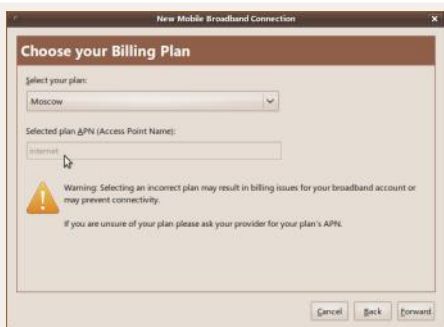 New Mobile Broadband Connection
Choose your Billing Plan
Select your plan:
Moscow
Selected plan APN (Access Point Name):
internet
Warning: Selecting an incorrect plan may result in billing issues for your broadband account or
may prevent connectivity.
If you are unsure of your plan please ask your provider for your plan's APN.
Cancel Back Forward